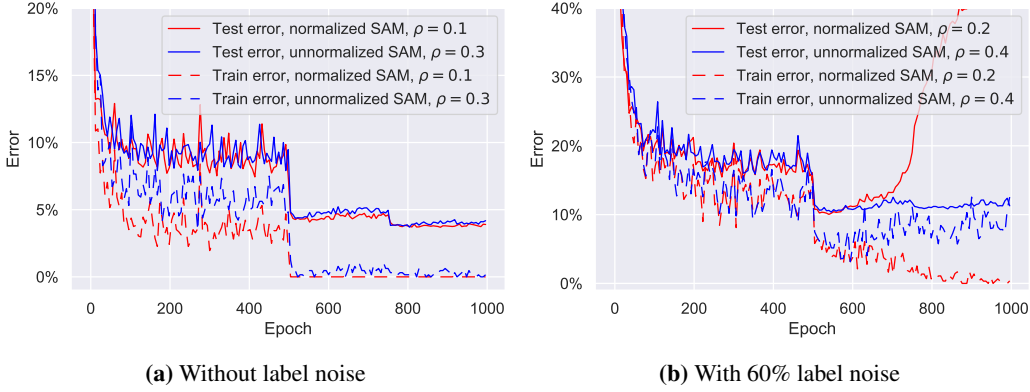 20%
15%
10%
5%
0%
Error
Test error, normalized SAM, ρ = 0.1
Test error, unnormalized SAM, ρ = 0.3
Train error, normalized SAM, ρ = 0.1
Train error, unnormalized SAM, ρ = 0.3
0 200 400 600 800 1000
Epoch
(a) Without label noise
40%
30%
20%
10%
0%
Error
Test error, normalized SAM, ρ = 0.2
Test error, unnormalized SAM, ρ = 0.4
Train error, normalized SAM, ρ = 0.2
Train error, unnormalized SAM, ρ = 0.4
0 200 400 600 800 1000
Epoch
(b) With 60% label noise